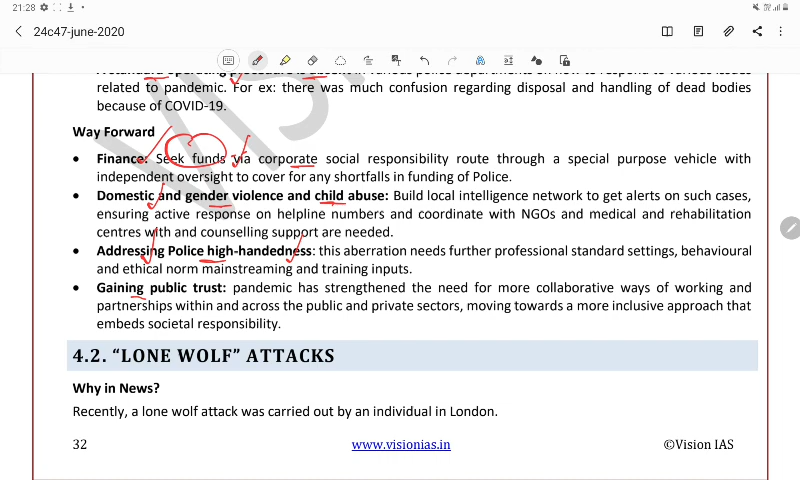 21:28
24c47-june-2020
related to pandemic. For ex: there was much confusion regarding disposal and handling of dead bodies
because of COVID-19.
Way Forward
• Finance: Seek funds via corporate social responsibility route through a special purpose vehicle with
independent oversight to cover for any shortfalls in funding of Police.
• Domestic and gender violence and child abuse: Build local intelligence network to get alerts on such cases,
ensuring active response on helpline numbers and coordinate with NGOs and medical and rehabilitation
centres with and counselling support are needed.
• Addressing Police high-handedness: this aberration needs further professional standard settings, behavioural
and ethical norm mainstreaming and training inputs.
• Gaining public trust: pandemic has strengthened the need for more collaborative ways of working and
partnerships within and across the public and private sectors, moving towards a more inclusive approach that
embeds societal responsibility.
4.2. “LONE WOLF” ATTACKS
Why in News?
Recently, a lone wolf attack was carried out by an individual in London.
32 www.visionias.in ©Vision IAS